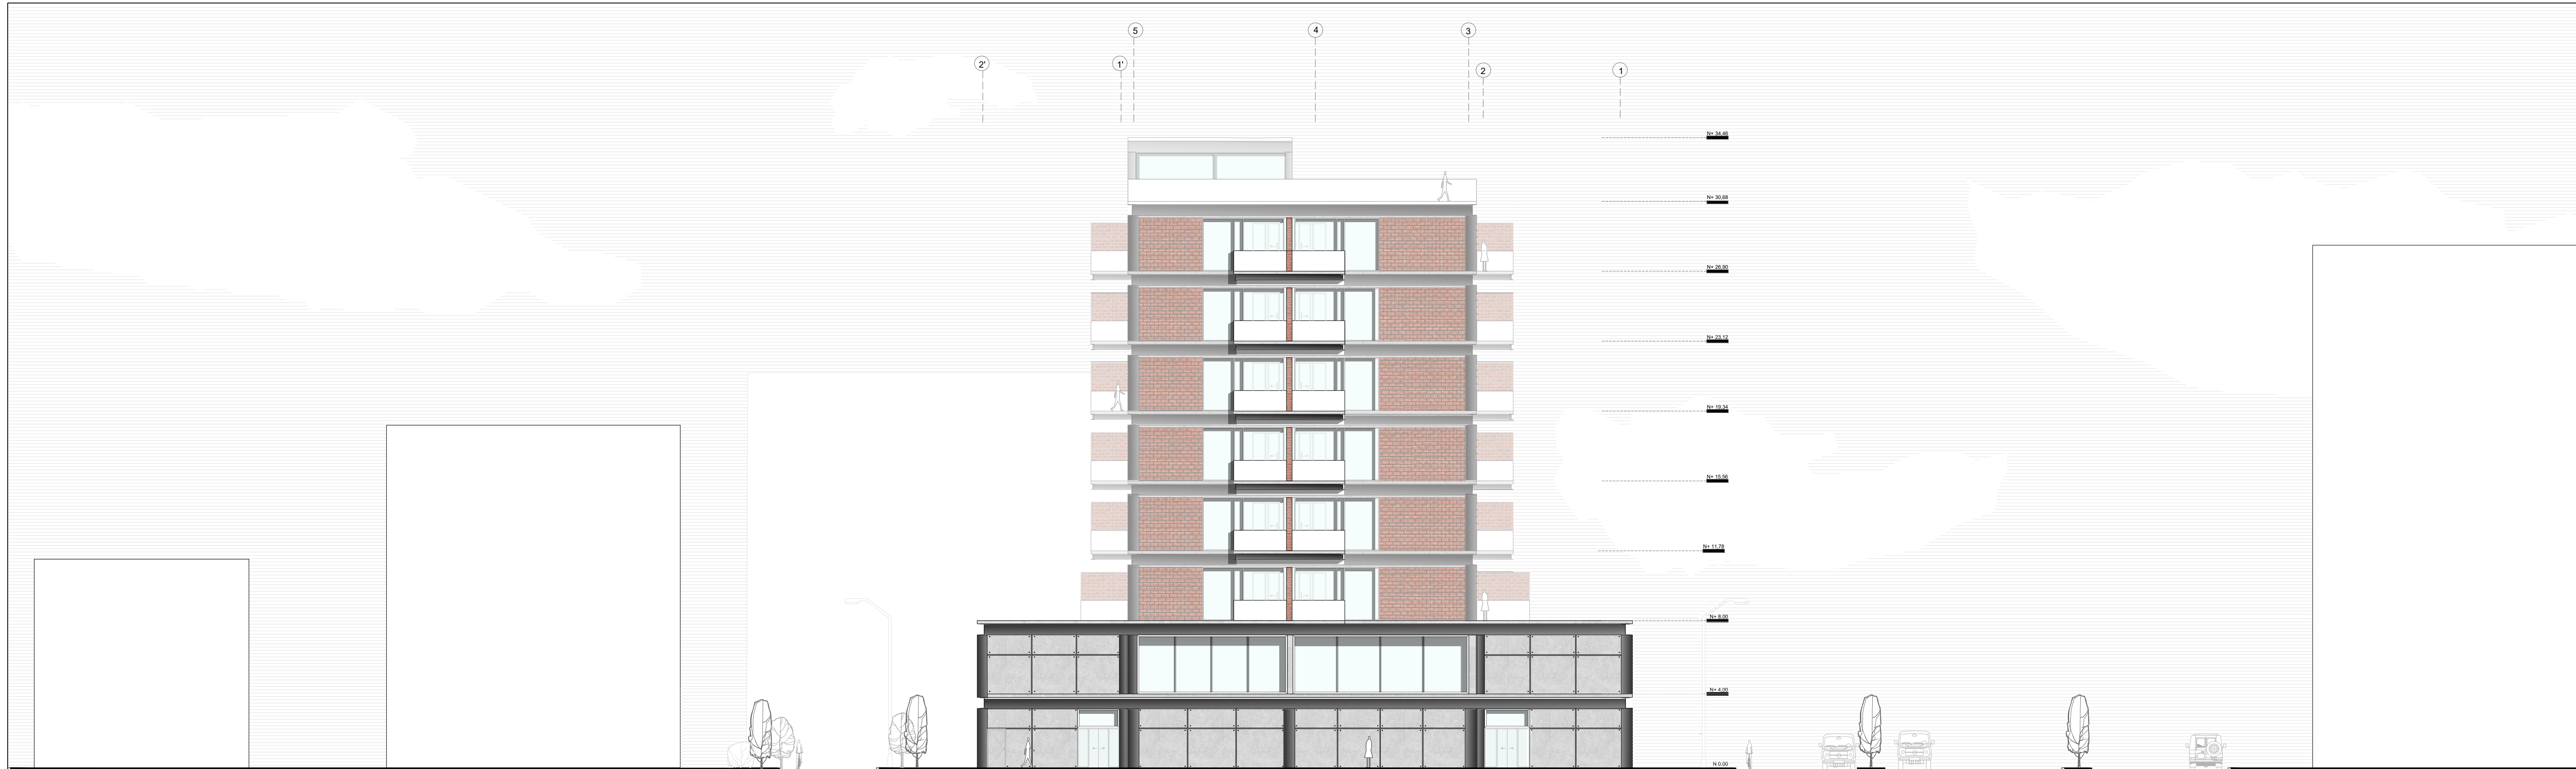 5
4
3
2'
1'
2
1
N+ 34,46
N+ 30,68
N+ 26,90
N+ 23,12
N+ 19,34
N+ 15,56
N+ 11,78
N+ 8,00
N+ 4,00
N 0,00